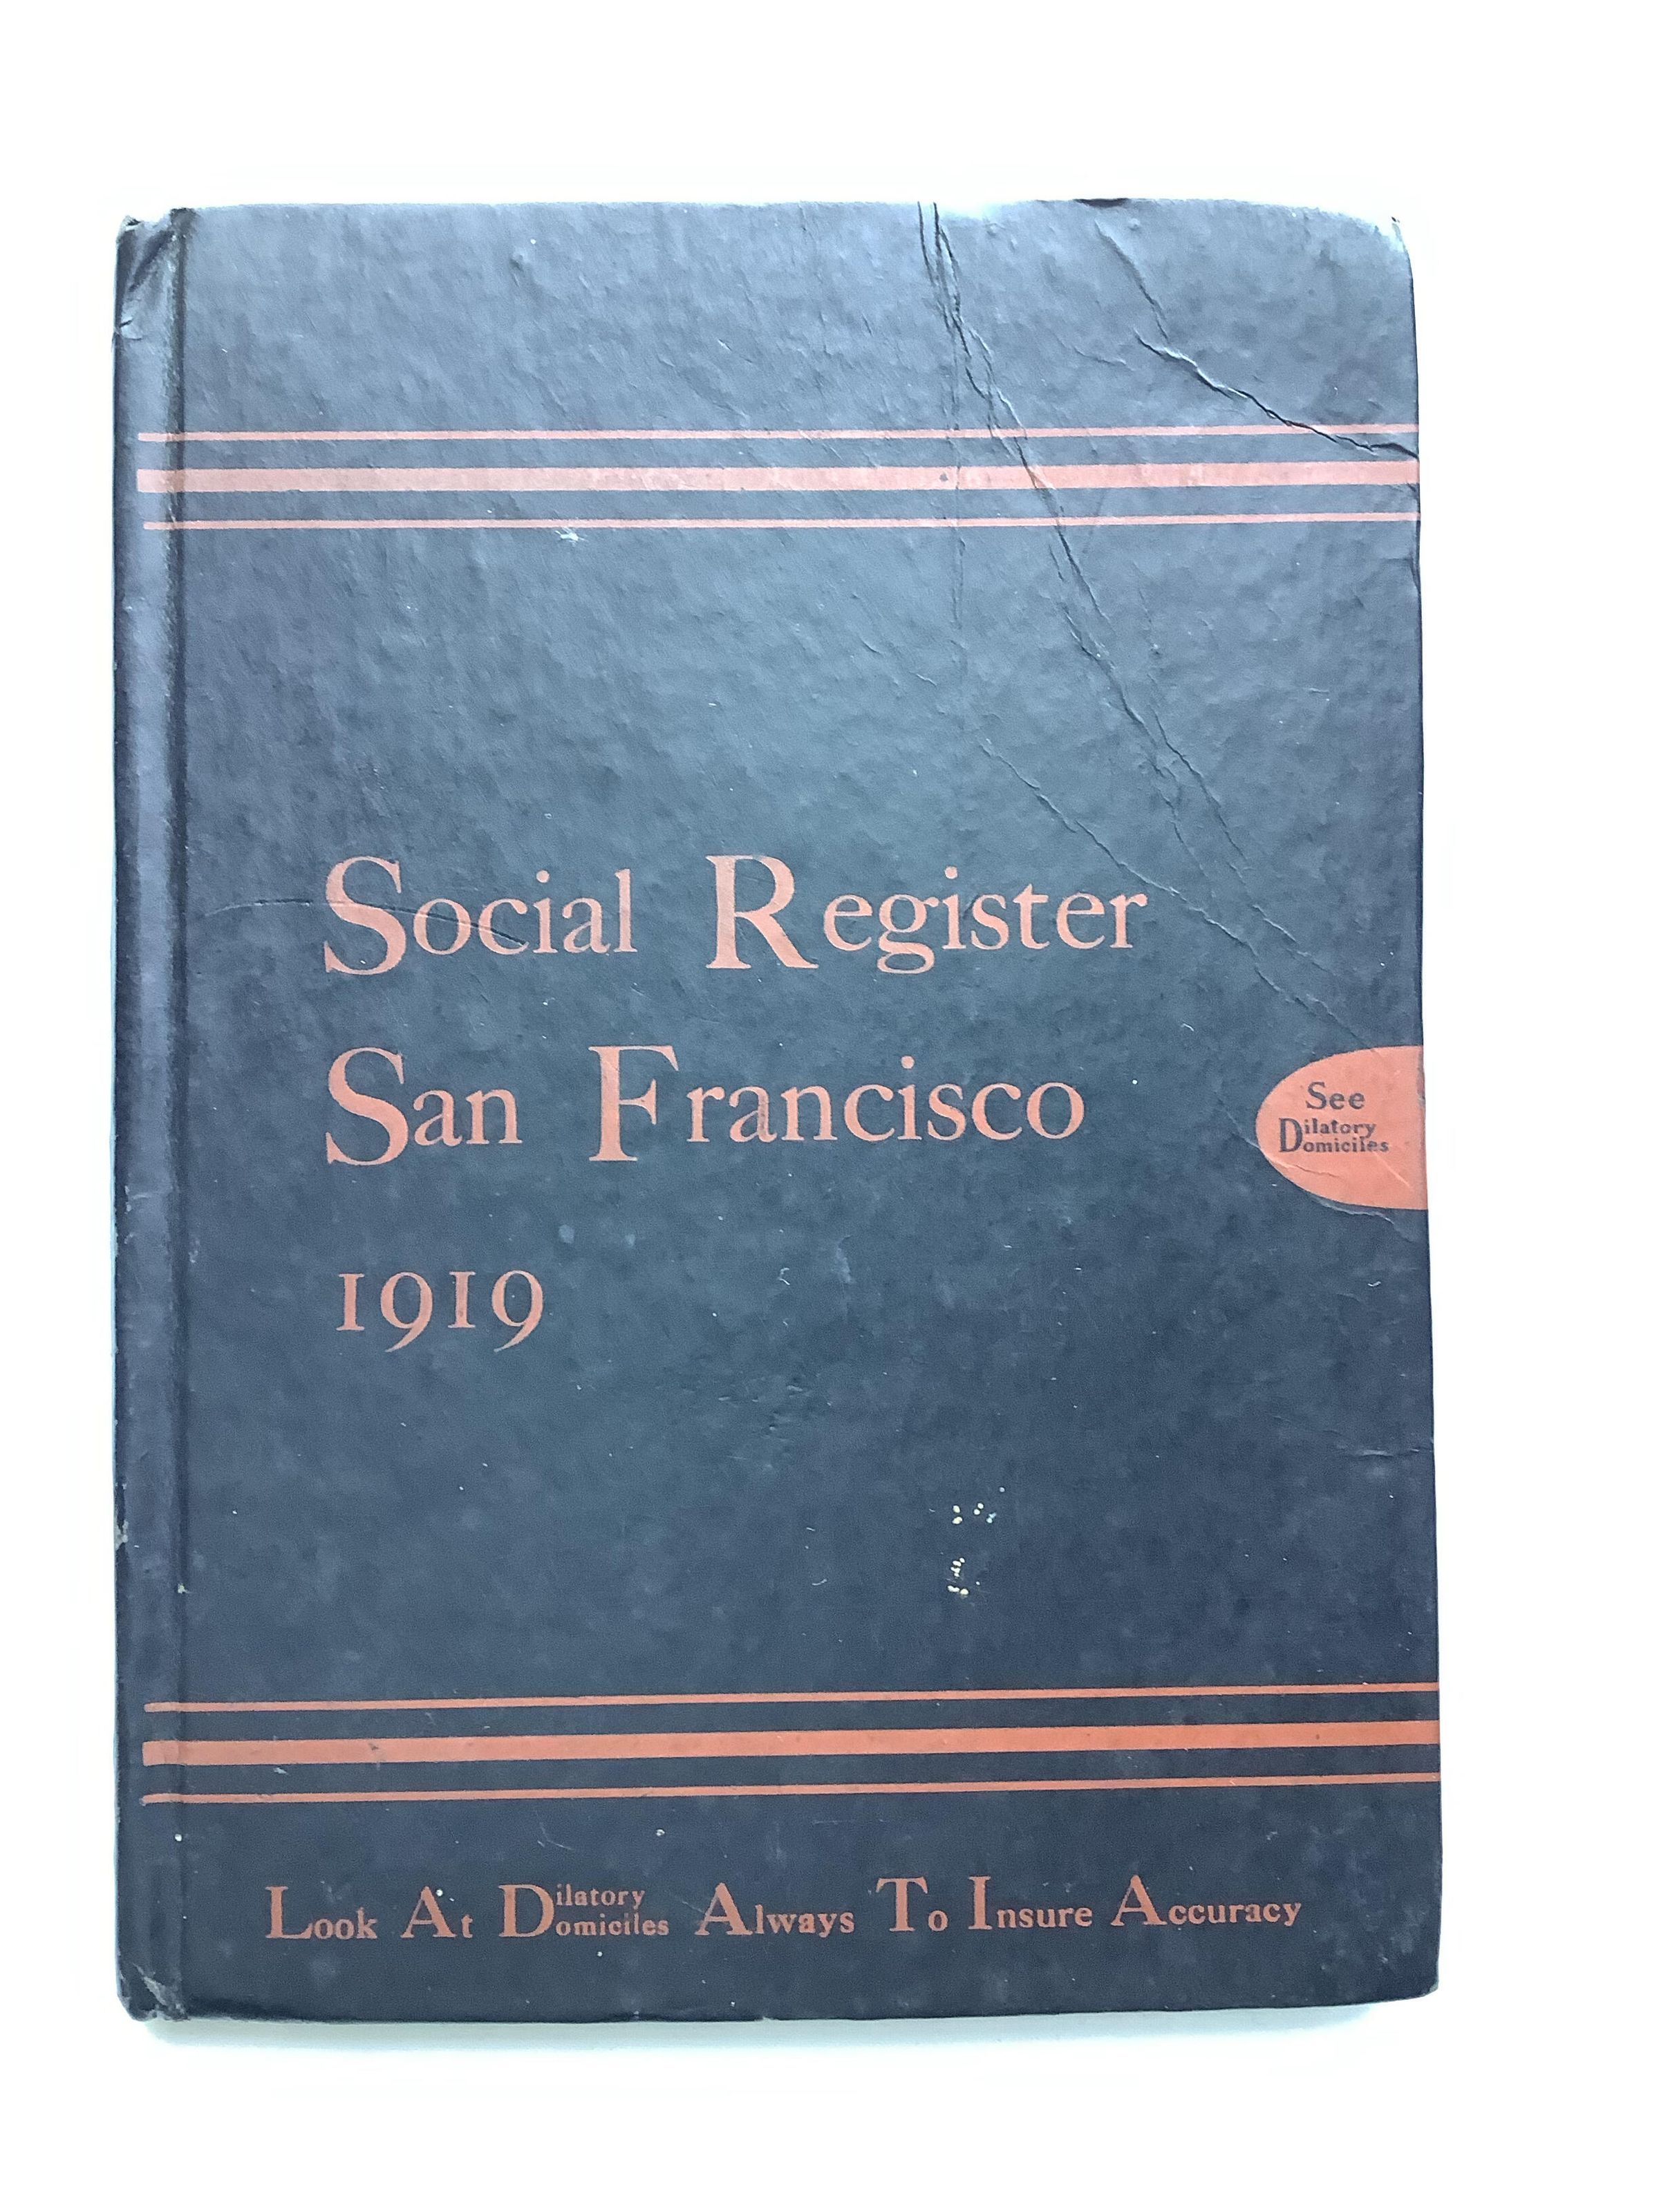 Social Register
San Francisco
See
Dilatory
Domiciles
1919
Look At Dilatory Domiciles Always To Insure Accuracy